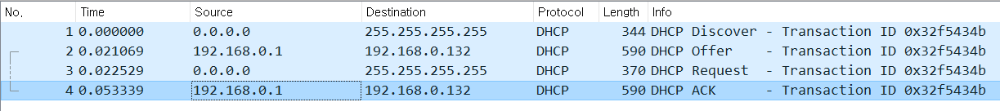 No. Time Source Destination Protocol Length Info
1 0.000000 0.0.0.0 255.255.255.255 DHCP 344 DHCP Discover - Transaction ID 0x32f5434b
2 0.021069 192.168.0.1 192.168.0.132 DHCP 590 DHCP Offer - Transaction ID 0x32f5434b
3 0.022529 0.0.0.0 255.255.255.255 DHCP 370 DHCP Request - Transaction ID 0x32f5434b
4 0.053339 192.168.0.1 192.168.0.132 DHCP 590 DHCP ACK - Transaction ID 0x32f5434b